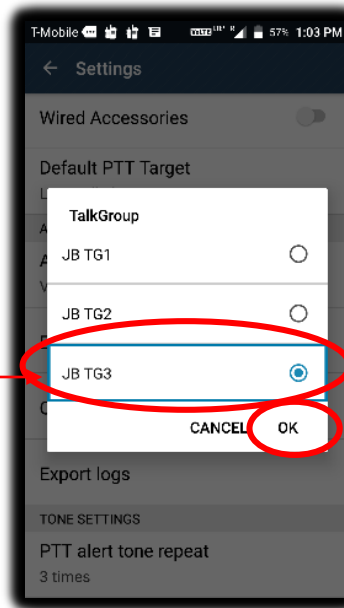 T-Mobile 57% 1:03 PM
Settings
Wired Accessories
Default PTT Target
TalkGroup
JB TG1
JB TG2
JB TG3
CANCEL OK
Export logs
TONE SETTINGS
PTT alert tone repeat
3 times